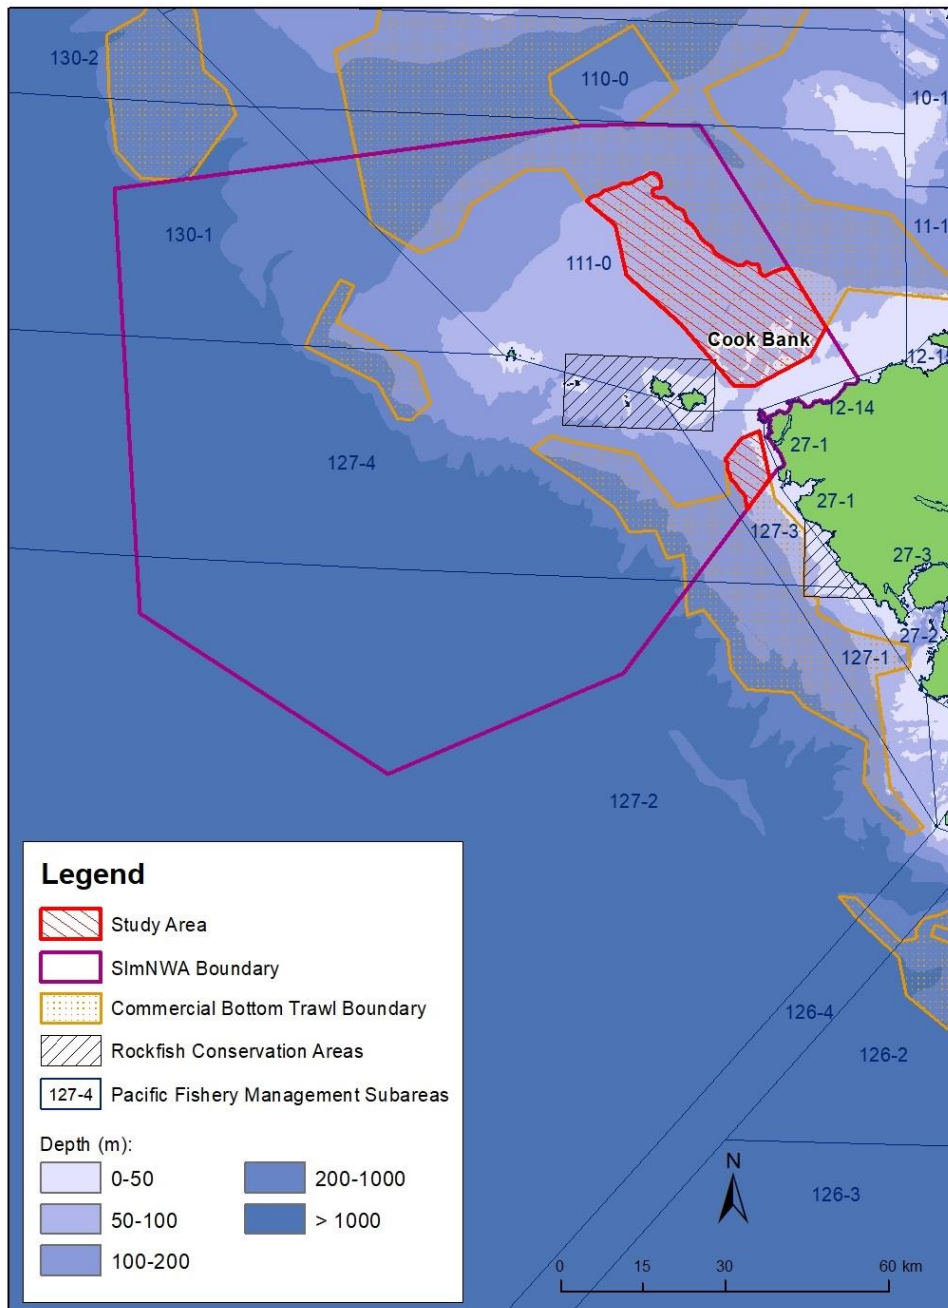 130-2
110-0
10-1
11-1
130-1
111-0
Cook Bank
12-1
12-14
27-1
127-4
27-1
127-3
27-3
27-2
127-1
127-2
Legend
Study Area
SImNWA Boundary
Commercial Bottom Trawl Boundary
Rockfish Conservation Areas
127-4 Pacific Fishery Management Subareas
Depth (m):
0-50
50-100
100-200
200-1000
> 1000
126-4
126-2
126-3
N
0 15 30 60 km